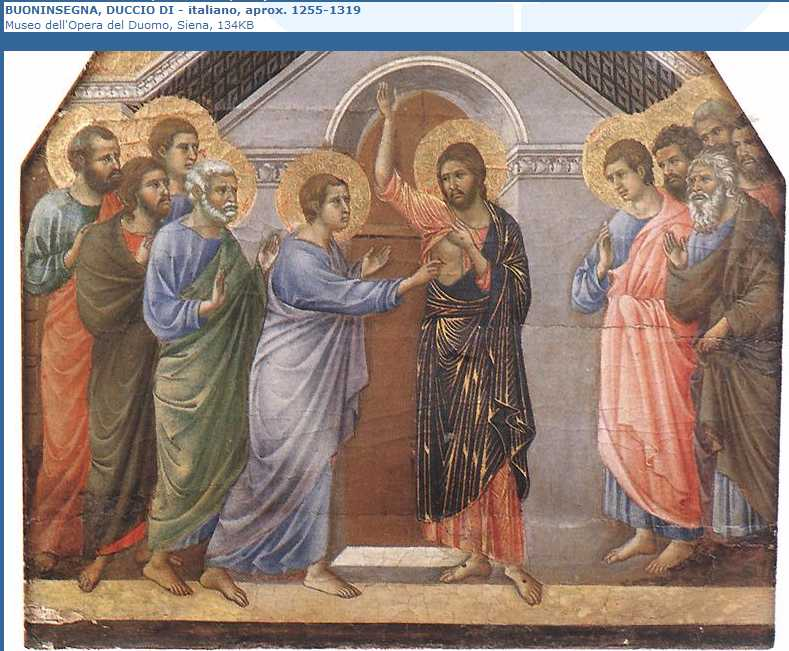 BUONINSEGNA, DUCCIO DI - italiano, aprox. 1255-1319
Museo dell'Opera del Duomo, Siena, 134KB